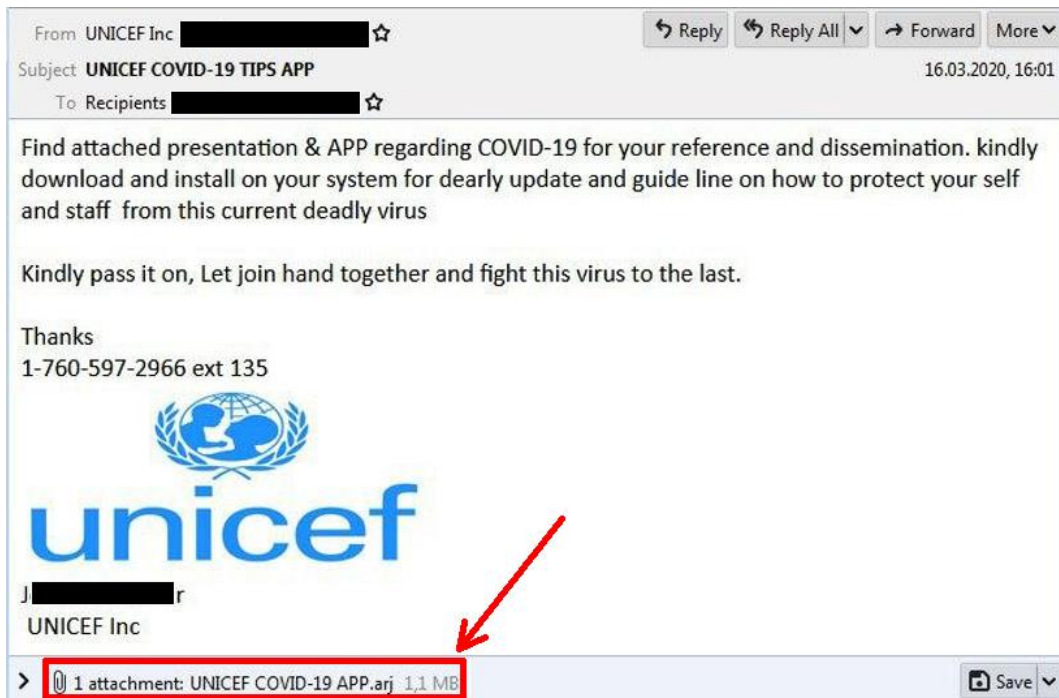 From UNICEF Inc
Reply Reply All Forward More
Subject UNICEF COVID-19 TIPS APP 16.03.2020, 16:01
To Recipients
Find attached presentation & APP regarding COVID-19 for your reference and dissemination. kindly
download and install on your system for dearly update and guide line on how to protect your self
and staff from this current deadly virus
Kindly pass it on, Let join hand together and fight this virus to the last.
Thanks
1-760-597-2966 ext 135
unicef
J r
UNICEF Inc
1 attachment: UNICEF COVID-19 APP.arj 1,1 MB
Save